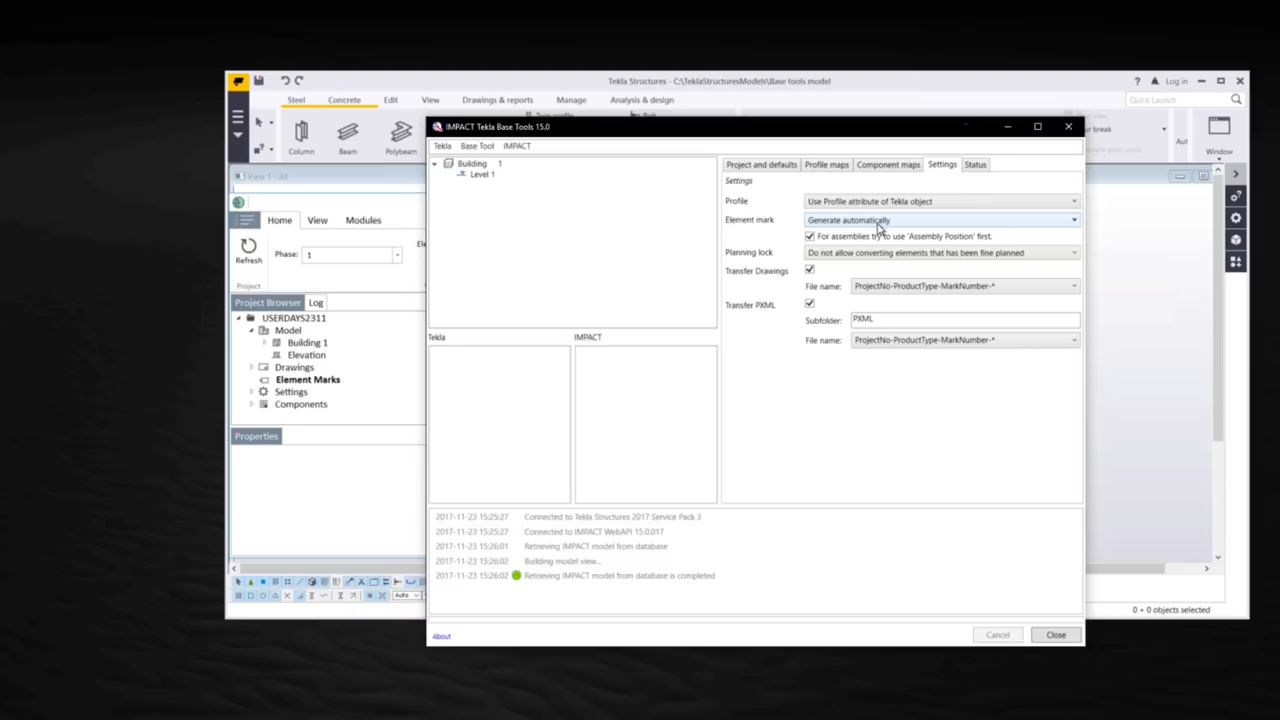 Tekla Structures - C:\TeklaStructuresModels\Base tools model
? Log in
Steel Concrete Edit View Drawings & reports Manage Analysis & design
Quick Launch
Column Beam Polybeam
ur break
Aut
Window
View 1 - 3d
Home View Modules
Refresh
Phase: 1
Project
Project Browser Log
USERDAYS2311
Model
Building 1
Elevation
Drawings
Element Marks
Settings
Components
Properties
Auto
0 + 0 objects selected
IMPACT Tekla Base Tools 15.0
Tekla Base Tool IMPACT
Building 1
Level 1
Tekla
IMPACT
Project and defaults Profile maps Component maps Settings Status
Settings
Profile Use Profile attribute of Tekla object
Element mark Generate automatically
For assemblies try to use 'Assembly Position' first.
Planning lock Do not allow converting elements that has been fine planned
Transfer Drawings
File name: ProjectNo-ProductType-MarkNumber-*
Transfer PXML
Subfolder: PXML
File name: ProjectNo-ProductType-MarkNumber-*
2017-11-23 15:25:27 Connected to Tekla Structures 2017 Service Pack 3
2017-11-23 15:25:27 Connected to IMPACT WebAPI 15.0.017
2017-11-23 15:26:01 Retrieving IMPACT model from database
2017-11-23 15:26:02 Building model view...
2017-11-23 15:26:02 Retrieving IMPACT model from database is completed
About
Cancel Close